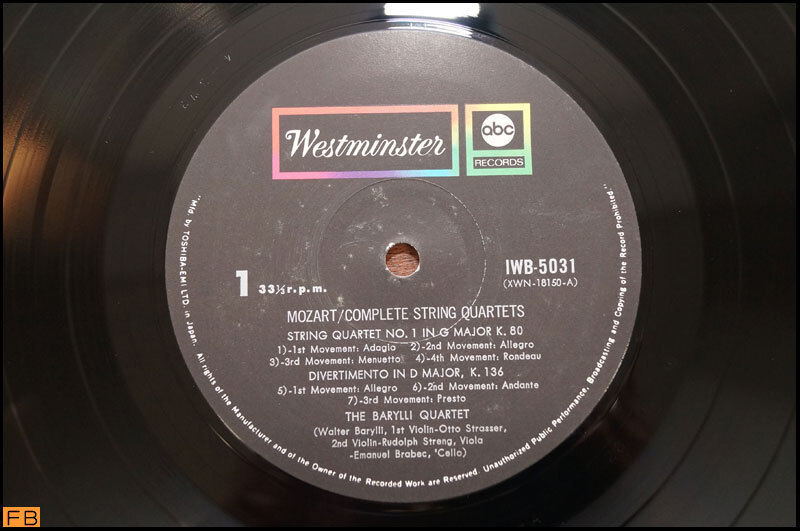 Westminster
abc
RECORDS
1 33⅓ r.p.m.
IWB-5031
(XWN-18150-A)
MOZART/COMPLETE STRING QUARTETS
STRING QUARTET NO. 1 IN G MAJOR K. 80
1)-1st Movement: Adagio 2)-2nd Movement: Allegro
3)-3rd Movement: Menuetto 4)-4th Movement: Rondeau
DIVERTIMENTO IN D MAJOR, K. 136
5)-1st Movement: Allegro 6)-2nd Movement: Andante
7)-3rd Movement: Presto
THE BARYLLI QUARTET
(Walter Barylli, 1st Violin-Otto Strasser,
2nd Violin-Rudolph Streng, Viola
-Emanuel Brabec, 'Cello)
"Mfd by TOSHIBA-EMI LTD. in Japan. All rights of the Manufacturer and of the Owner of the Recorded Work are Reserved. Unauthorized Public Performance, Broadcasting and Copying of the Record Prohibited."
FB